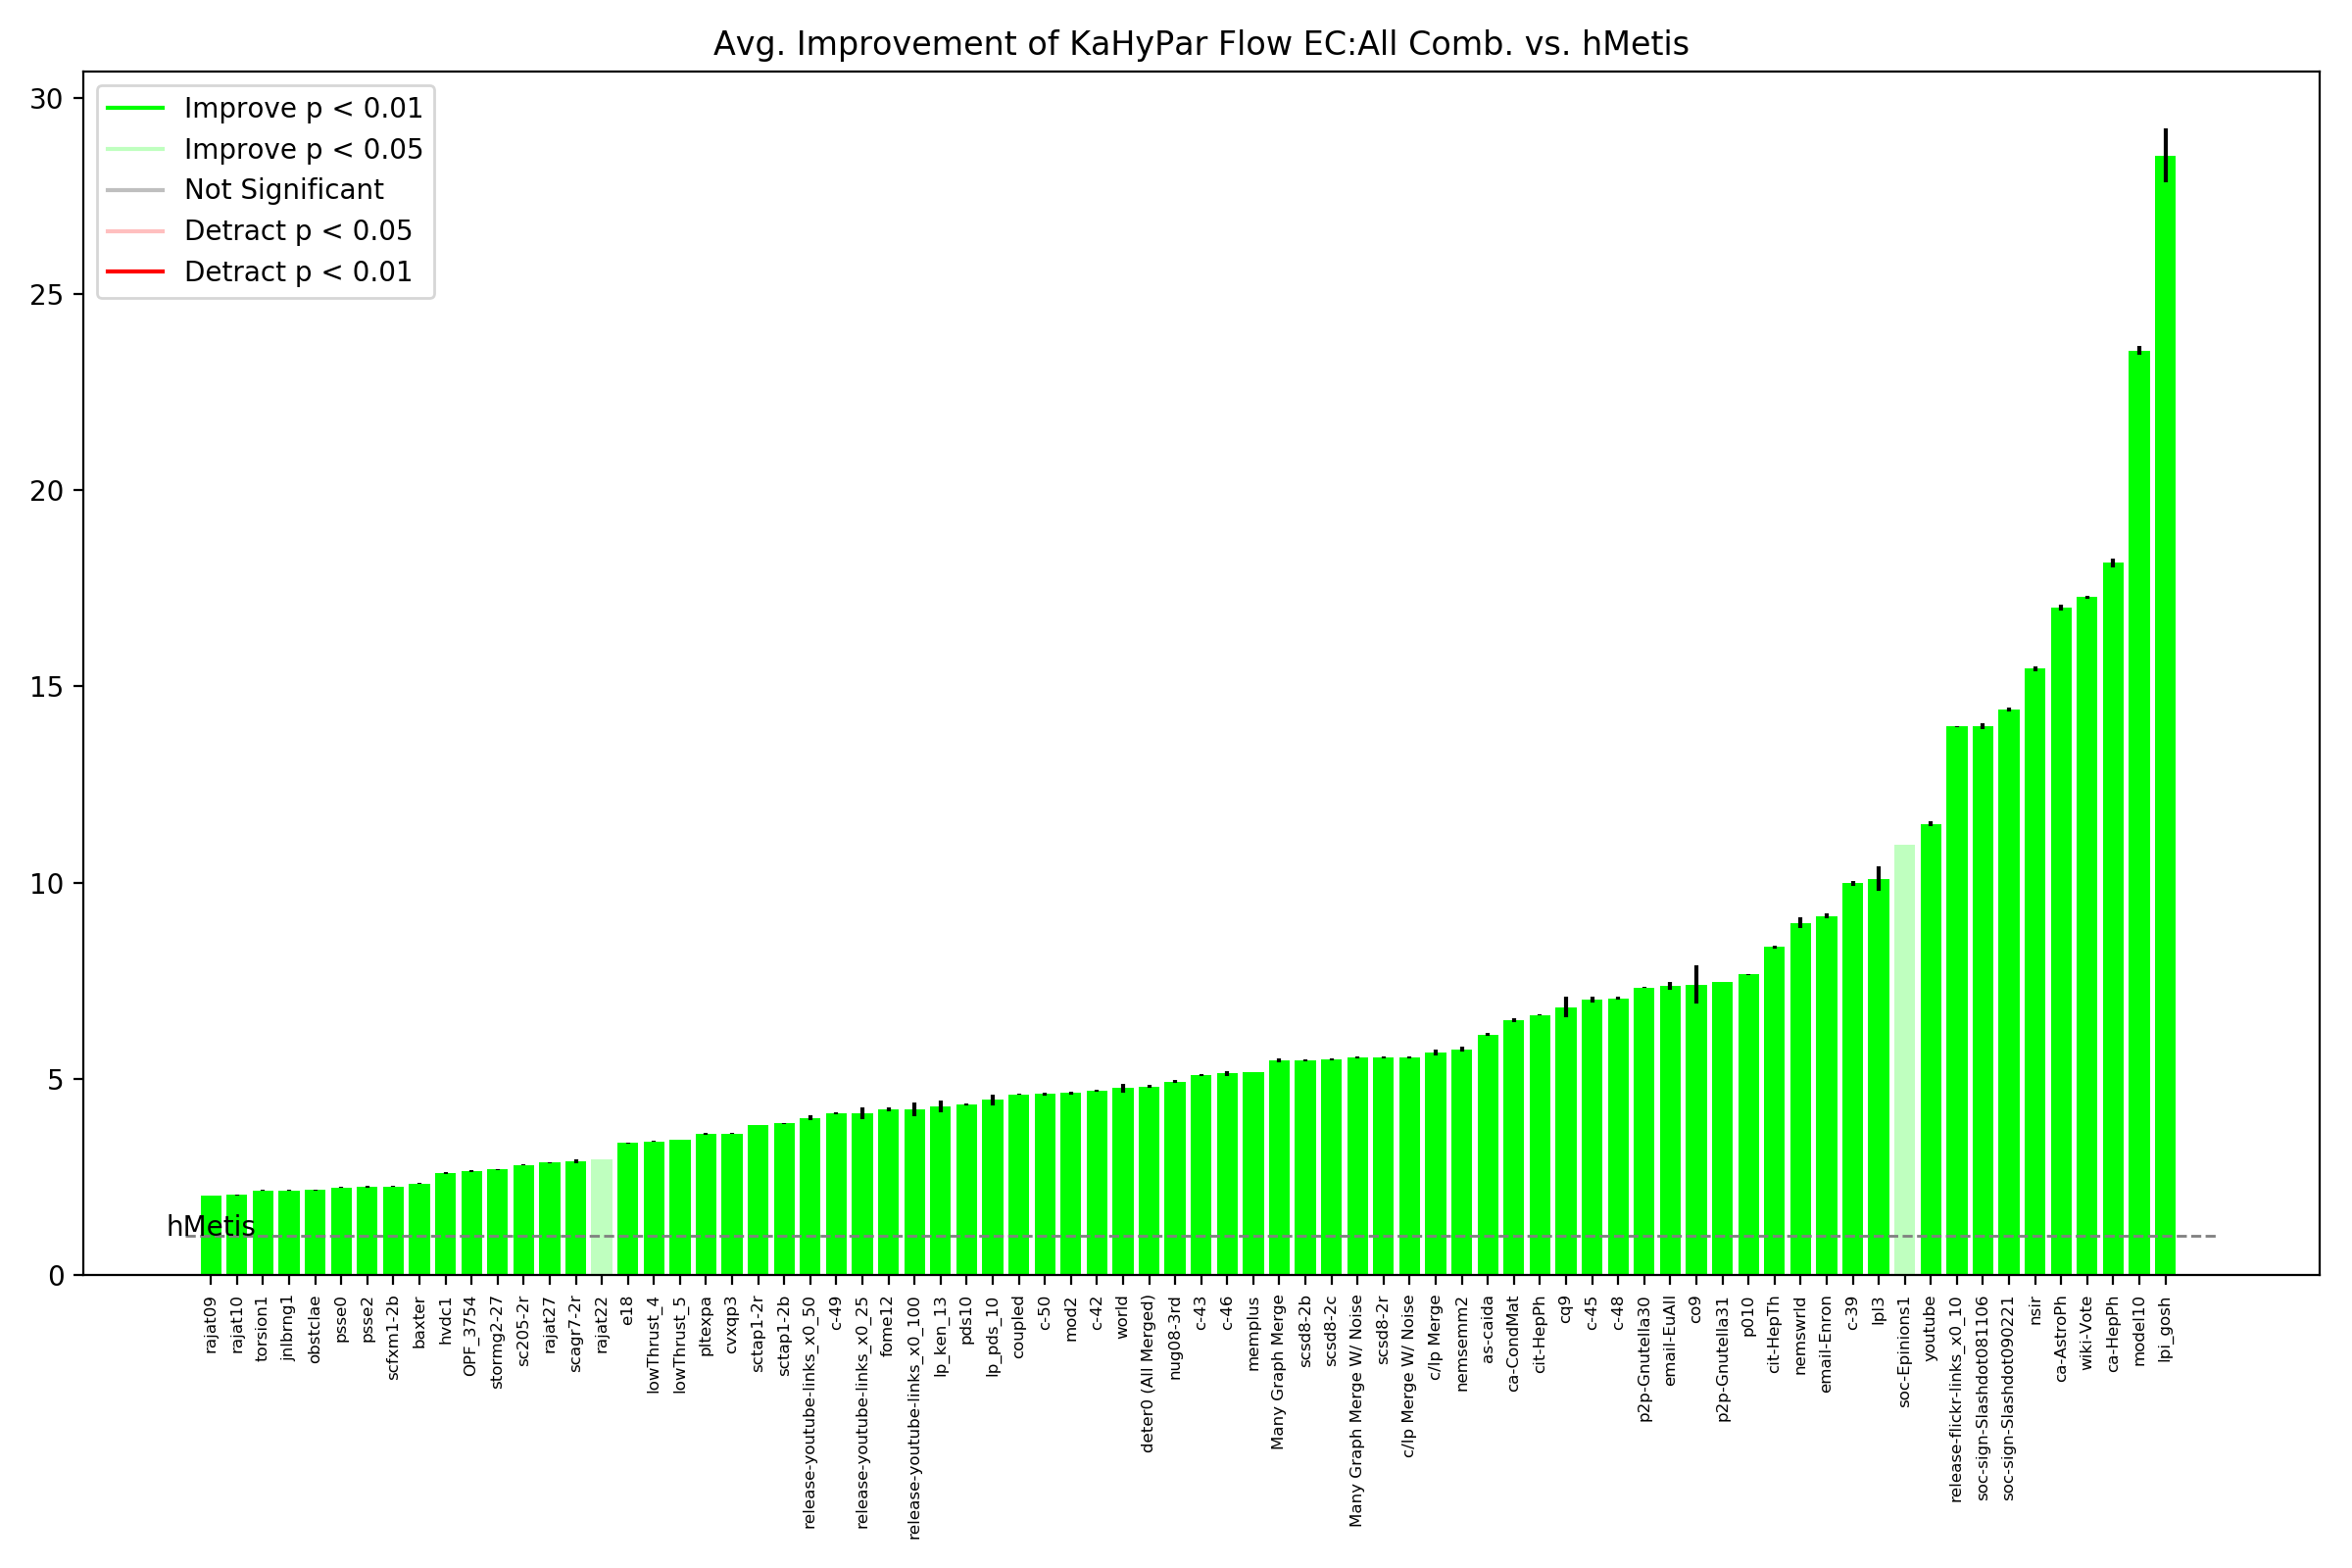 Avg. Improvement of KaHyPar Flow EC:All Comb. vs. hMetis
Improve p < 0.01
Improve p < 0.05
Not Significant
Detract p < 0.05
Detract p < 0.01
30
25
20
15
10
5
0
hMetis
rajat09
rajat10
torsion1
jnlbrng1
obstclae
psse0
psse2
scfxm1-2b
baxter
hvdc1
OPF_3754
stormg2-27
sc205-2r
rajat27
scagr7-2r
rajat22
e18
lowThrust_4
lowThrust_5
pltexpa
cvxqp3
sctap1-2r
sctap1-2b
release-youtube-links_x0_50
c-49
release-youtube-links_x0_25
fome12
release-youtube-links_x0_100
lp_ken_13
pds10
lp_pds_10
coupled
c-50
mod2
c-42
world
deter0 (All Merged)
nug08-3rd
c-43
c-46
memplus
Many Graph Merge
scsd8-2b
scsd8-2c
Many Graph Merge W/ Noise
scsd8-2r
c/lp Merge W/ Noise
c/lp Merge
nemsemm2
as-caida
ca-CondMat
cit-HepPh
cq9
c-45
c-48
p2p-Gnutella30
email-EuAll
co9
p2p-Gnutella31
p010
cit-HepTh
nemswrld
email-Enron
c-39
lpl3
soc-Epinions1
youtube
release-flickr-links_x0_10
soc-sign-Slashdot081106
soc-sign-Slashdot090221
nsir
ca-AstroPh
wiki-Vote
ca-HepPh
model10
lpi_gosh